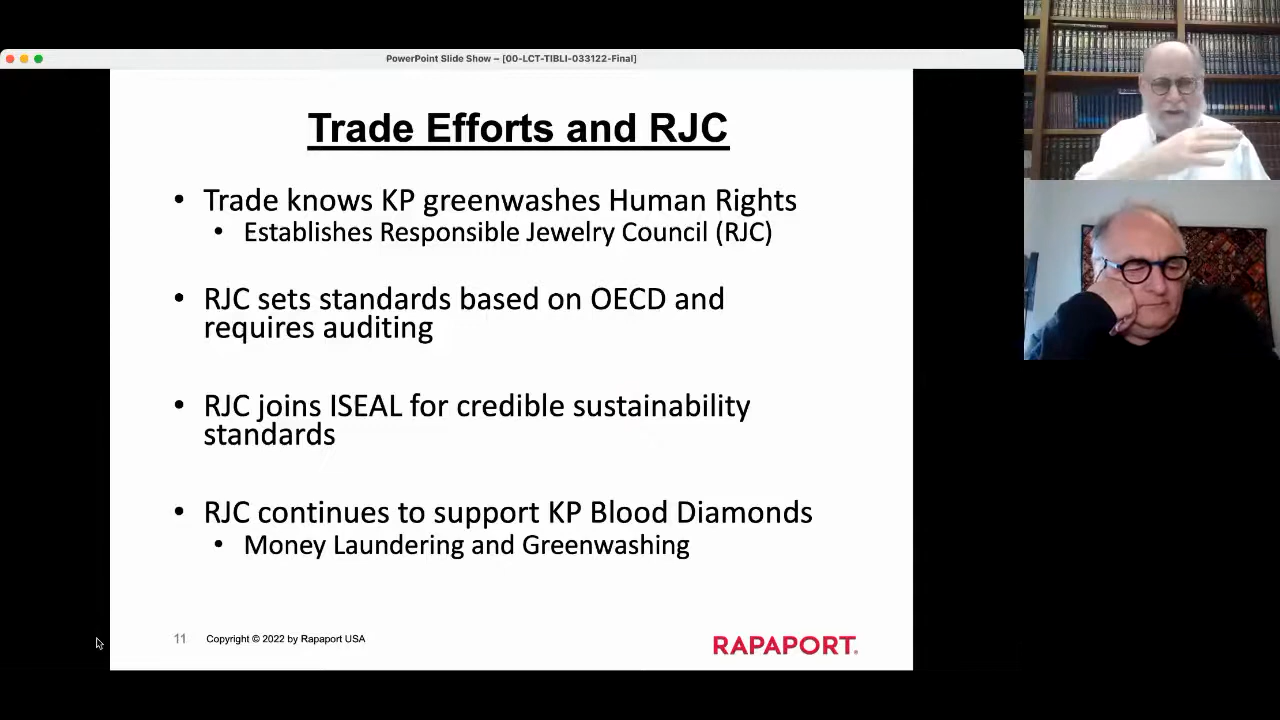 PowerPoint Slide Show – [00-LCT-TIBLI-033122-Final]
Trade Efforts and RJC
• Trade knows KP greenwashes Human Rights
• Establishes Responsible Jewelry Council (RJC)
• RJC sets standards based on OECD and
requires auditing
• RJC joins ISEAL for credible sustainability
standards
• RJC continues to support KP Blood Diamonds
• Money Laundering and Greenwashing
11 Copyright © 2022 by Rapaport USA
RAPAPORT®